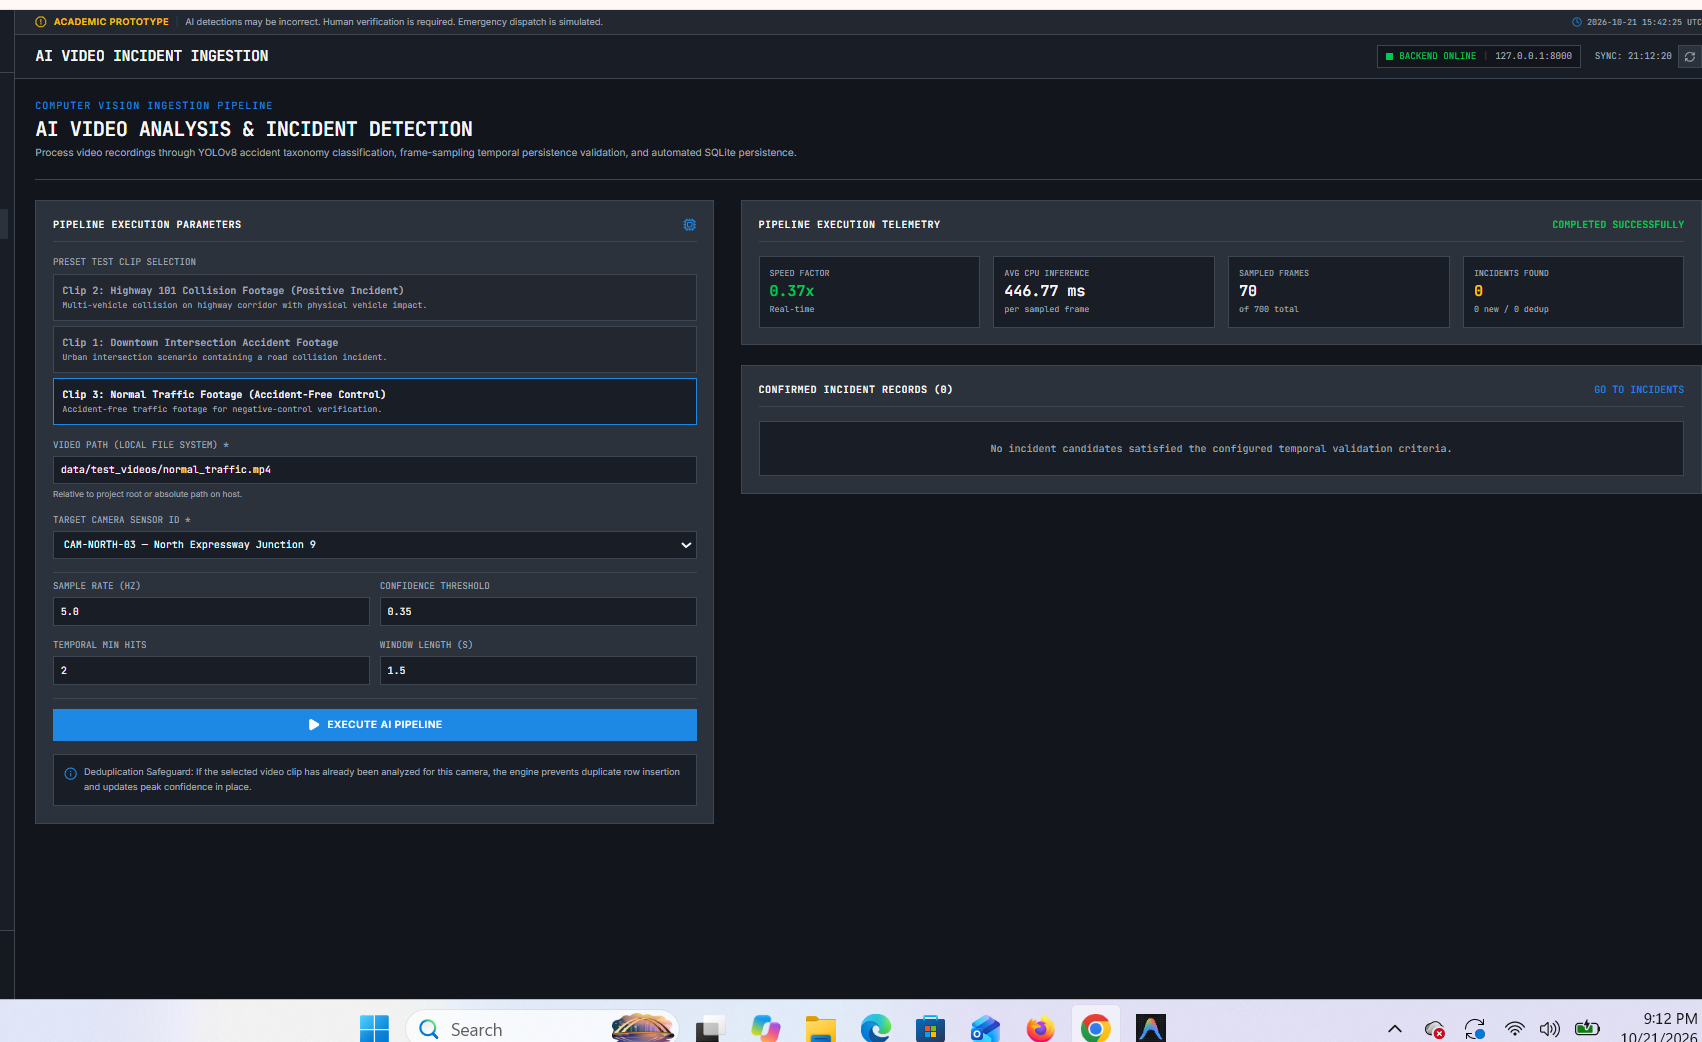 ACADEMIC PROTOTYPE AI detections may be incorrect. Human verification is required. Emergency dispatch is simulated. 2026-10-21 15:42:25 UTC
AI VIDEO INCIDENT INGESTION BACKEND ONLINE 127.0.0.1:8000 SYNC: 21:12:20
COMPUTER VISION INGESTION PIPELINE
AI VIDEO ANALYSIS & INCIDENT DETECTION
Process video recordings through YOLOv8 accident taxonomy classification, frame-sampling temporal persistence validation, and automated SQLite persistence.
PIPELINE EXECUTION PARAMETERS
PRESET TEST CLIP SELECTION
Clip 2: Highway 101 Collision Footage (Positive Incident)
Multi-vehicle collision on highway corridor with physical vehicle impact.
Clip 1: Downtown Intersection Accident Footage
Urban intersection scenario containing a road collision incident.
Clip 3: Normal Traffic Footage (Accident-Free Control)
Accident-free traffic footage for negative-control verification.
VIDEO PATH (LOCAL FILE SYSTEM) *
data/test_videos/normal_traffic.mp4
Relative to project root or absolute path on host.
TARGET CAMERA SENSOR ID *
CAM-NORTH-03 — North Expressway Junction 9
SAMPLE RATE (HZ) CONFIDENCE THRESHOLD
5.0 0.35
TEMPORAL MIN HITS WINDOW LENGTH (S)
2 1.5
EXECUTE AI PIPELINE
Deduplication Safeguard: If the selected video clip has already been analyzed for this camera, the engine prevents duplicate row insertion
and updates peak confidence in place.
PIPELINE EXECUTION TELEMETRY COMPLETED SUCCESSFULLY
SPEED FACTOR AVG CPU INFERENCE SAMPLED FRAMES INCIDENTS FOUND
0.37x 446.77 ms 70 0
Real-time per sampled frame of 700 total 0 new / 0 dedup
CONFIRMED INCIDENT RECORDS (0) GO TO INCIDENTS
No incident candidates satisfied the configured temporal validation criteria.
Search
9:12 PM
10/21/2026